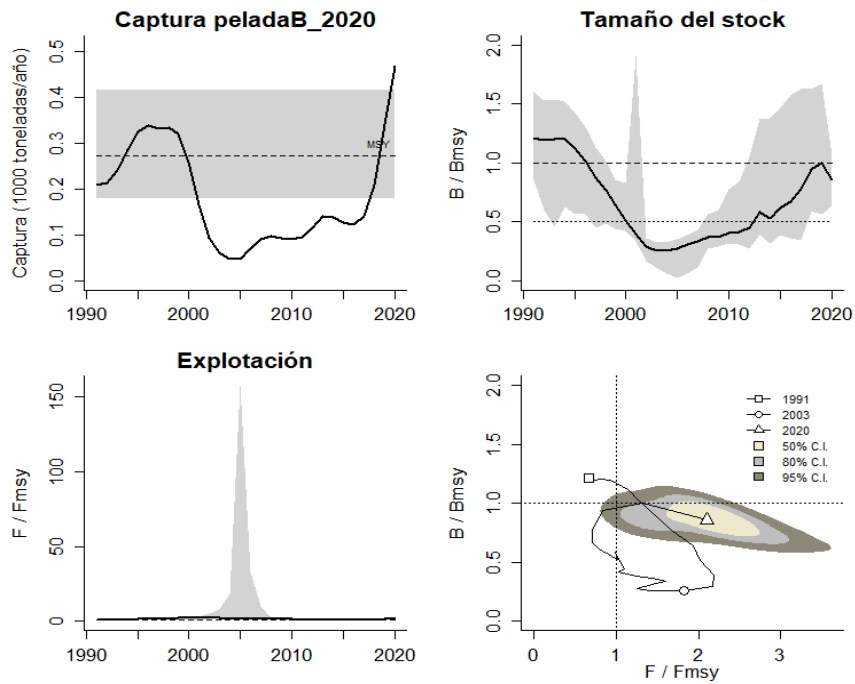 Captura peladaB_2020
Captura (1000 toneladas/año)
0.5
0.4
0.3
0.2
0.1
0.0
MSY
1990 2000 2010 2020
Tamaño del stock
B / Bmsy
2.0
1.5
1.0
0.5
0.0
1990 2000 2010 2020
Explotación
F / Fmsy
150
100
50
0
1990 2000 2010 2020
B / Bmsy
2.0
1.5
1.0
0.5
0.0
1991
2003
2020
50% C.I.
80% C.I.
95% C.I.
0 1 2 3
F / Fmsy